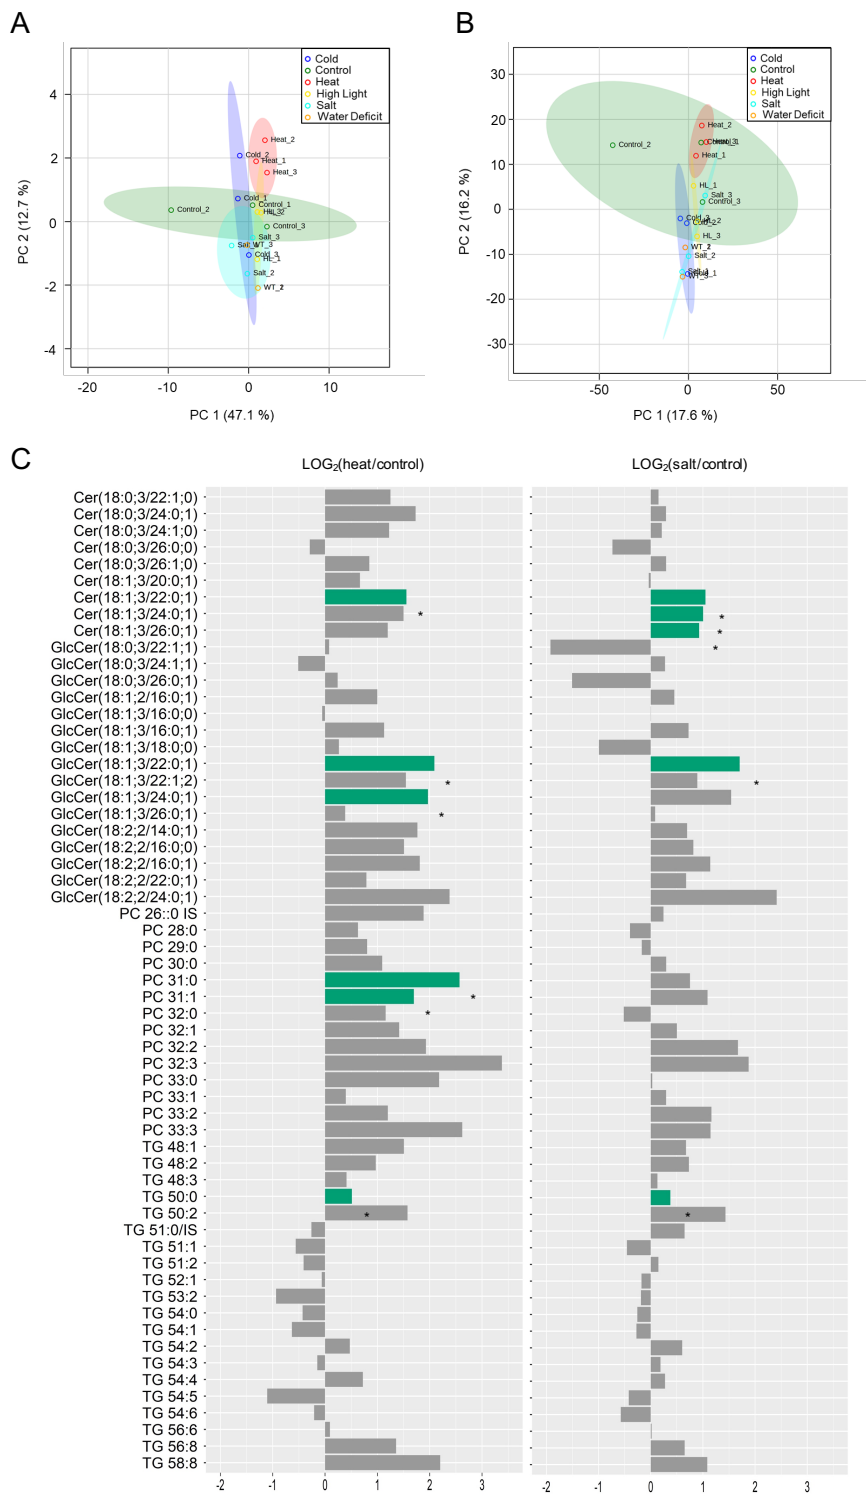 A
Cold
Control
Heat
High Light
Salt
Water Deficit
4
2
0
-2
-4
Heat_2
Cold_2
Heat_1
Heat_3
Cold_1
Control_2
Control_1
Control_3
Salt_3
WT_3
Cold_3
HL_1
Salt_2
-20
-10
0
10
PC 1 (47.1 %)
PC 2 (12.7 %)
B
Cold
Control
Heat
High Light
Salt
Water Deficit
30
20
10
0
-10
-20
-30
Heat_2
Control_2
Heat_1
HL_1
Salt_3
Control_3
Cold_3
HL_3
Salt_2
-50
0
50
PC 1 (17.6 %)
PC 2 (16.2 %)
C
LOG2(heat/control)
LOG2(salt/control)
Cer(18:0;3/22:1;0)
Cer(18:0;3/24:0;1)
Cer(18:0;3/24:1;0)
Cer(18:0;3/26:0;0)
Cer(18:0;3/26:1;0)
Cer(18:1;3/20:0;1)
Cer(18:1;3/22:0;1)
Cer(18:1;3/24:0;1) * *
Cer(18:1;3/26:0;1) *
GlcCer(18:0;3/22:1;1) *
GlcCer(18:0;3/24:1;1)
GlcCer(18:0;3/26:0;1)
GlcCer(18:1;2/16:0;1)
GlcCer(18:1;3/16:0;0)
GlcCer(18:1;3/16:0;1)
GlcCer(18:1;3/18:0;0)
GlcCer(18:1;3/22:0;1)
GlcCer(18:1;3/22:1;2) * *
GlcCer(18:1;3/24:0;1)
GlcCer(18:1;3/26:0;1) *
GlcCer(18:2;2/14:0;1)
GlcCer(18:2;2/16:0;0)
GlcCer(18:2;2/16:0;1)
GlcCer(18:2;2/22:0;1)
GlcCer(18:2;2/24:0;1)
PC 26::0 IS
PC 28:0
PC 29:0
PC 30:0
PC 31:0
PC 31:1 *
PC 32:0 *
PC 32:1
PC 32:2
PC 32:3
PC 33:0
PC 33:1
PC 33:2
PC 33:3
TG 48:1
TG 48:2
TG 48:3
TG 50:0
TG 50:2 * *
TG 51:0/IS
TG 51:1
TG 51:2
TG 52:1
TG 53:2
TG 54:0
TG 54:1
TG 54:2
TG 54:3
TG 54:4
TG 54:5
TG 54:6
TG 56:6
TG 56:8
TG 58:8
-2 -1 0 1 2 3
-2 -1 0 1 2 3